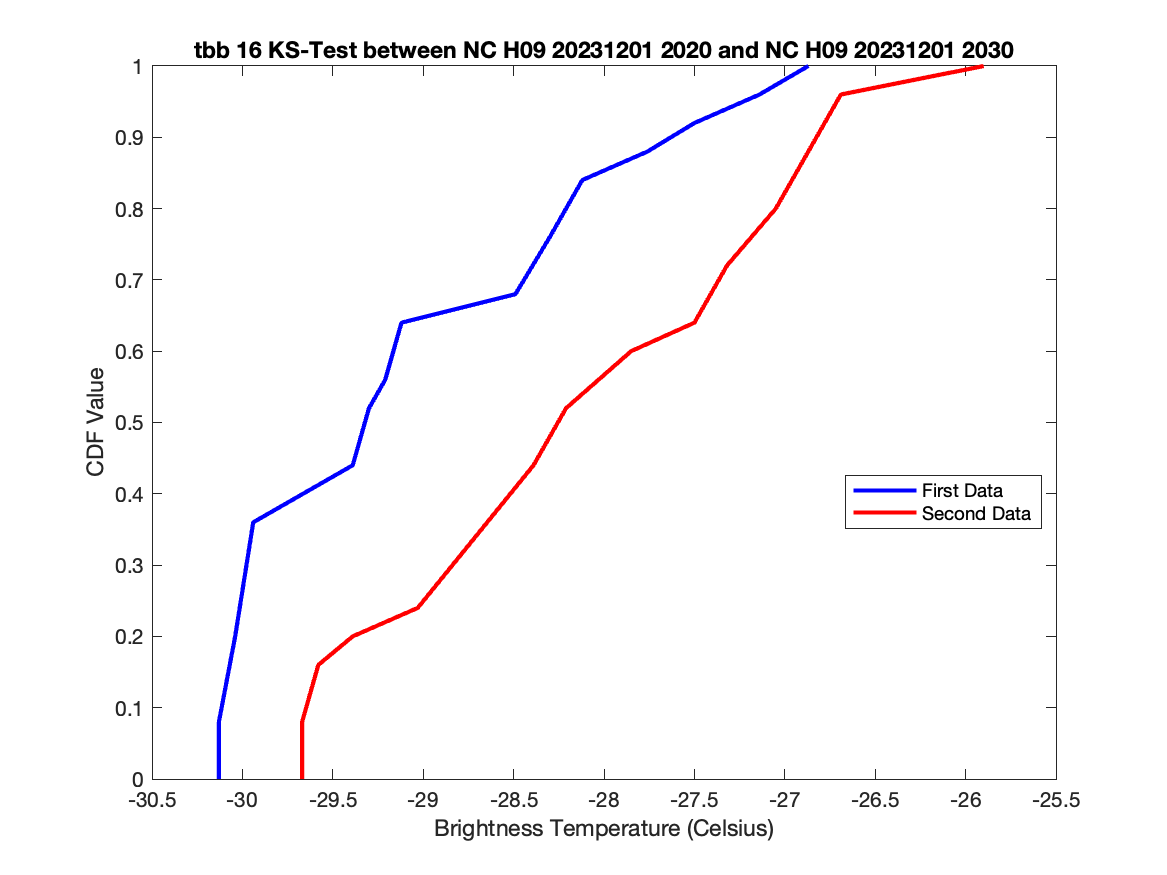 tbb 16 KS-Test between NC H09 20231201 2020 and NC H09 20231201 2030
1
0.9
0.8
0.7
0.6
0.5
0.4
0.3
0.2
0.1
0
CDF Value
First Data
Second Data
-30.5 -30 -29.5 -29 -28.5 -28 -27.5 -27 -26.5 -26 -25.5
Brightness Temperature (Celsius)